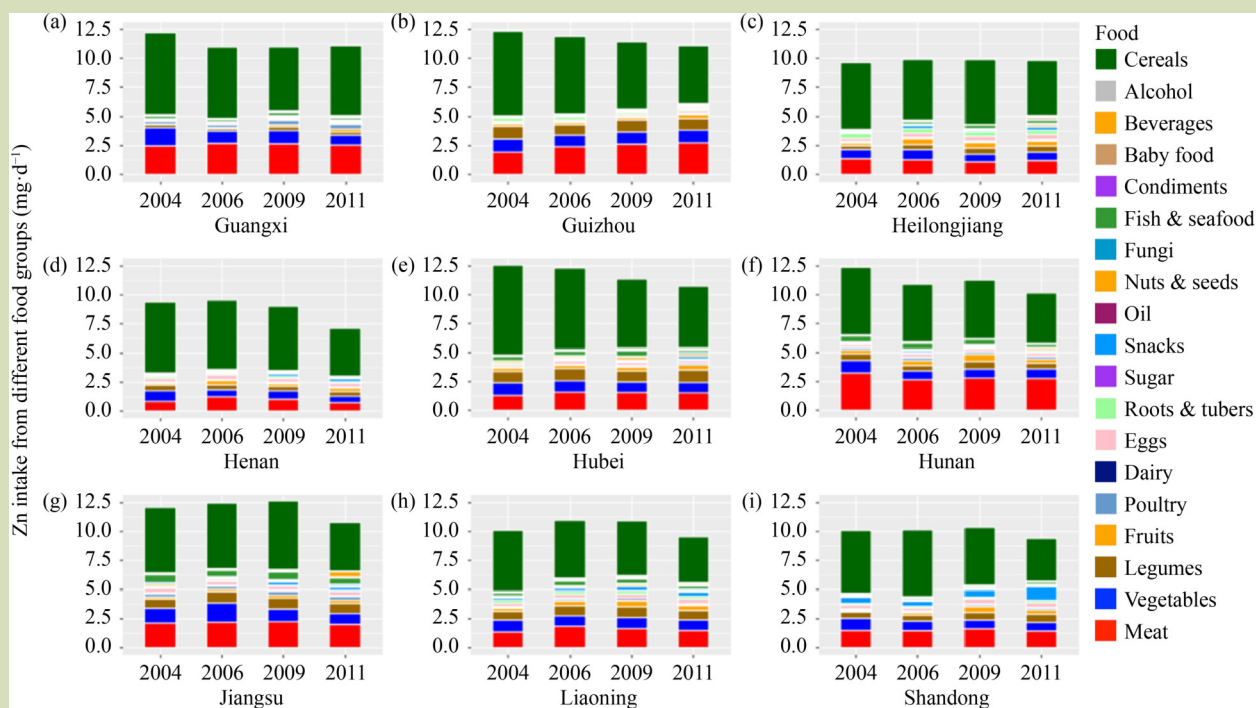 Zn intake from different food groups (mg·d⁻¹)
(a)
12.5
10.0
7.5
5.0
2.5
0.0
2004 2006 2009 2011
Guangxi
(b)
12.5
10.0
7.5
5.0
2.5
0.0
2004 2006 2009 2011
Guizhou
(c)
12.5
10.0
7.5
5.0
2.5
0.0
2004 2006 2009 2011
Heilongjiang
(d)
12.5
10.0
7.5
5.0
2.5
0.0
2004 2006 2009 2011
Henan
(e)
12.5
10.0
7.5
5.0
2.5
0.0
2004 2006 2009 2011
Hubei
(f)
12.5
10.0
7.5
5.0
2.5
0.0
2004 2006 2009 2011
Hunan
(g)
12.5
10.0
7.5
5.0
2.5
0.0
2004 2006 2009 2011
Jiangsu
(h)
12.5
10.0
7.5
5.0
2.5
0.0
2004 2006 2009 2011
Liaoning
(i)
12.5
10.0
7.5
5.0
2.5
0.0
2004 2006 2009 2011
Shandong
Food
Cereals
Alcohol
Beverages
Baby food
Condiments
Fish & seafood
Fungi
Nuts & seeds
Oil
Snacks
Sugar
Roots & tubers
Eggs
Dairy
Poultry
Fruits
Legumes
Vegetables
Meat